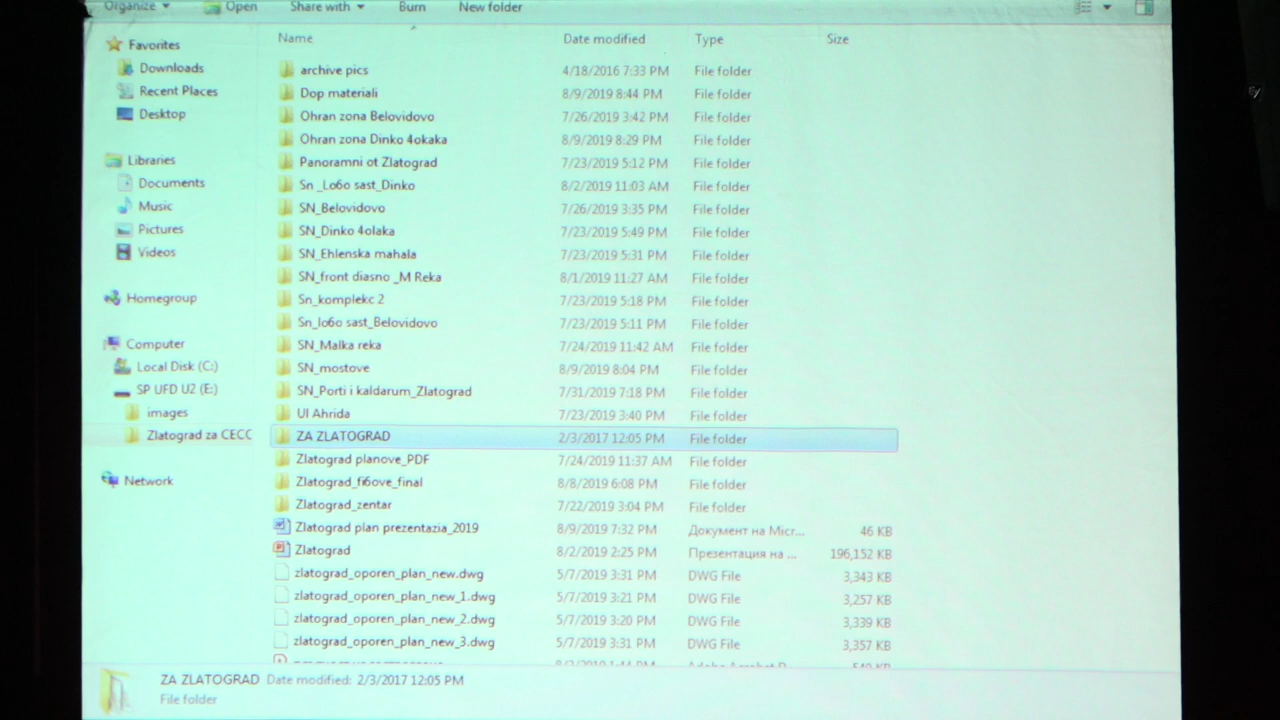 Organize Open Share with Burn New folder
Name Date modified Type Size
Favorites
Downloads
Recent Places
Desktop
Libraries
Documents
Music
Pictures
Videos
Homegroup
Computer
Local Disk (C:)
SP UFD U2 (E:)
images
Zlatograd za CECC
Network
archive pics 4/18/2016 7:33 PM File folder
Dop materiali 8/9/2019 8:44 PM File folder
Ohran zona Belovidovo 7/26/2019 3:42 PM File folder
Ohran zona Dinko 4okaka 8/9/2019 8:29 PM File folder
Panoramni ot Zlatograd 7/23/2019 5:12 PM File folder
Sn _Lo6o sast_Dinko 8/2/2019 11:03 AM File folder
SN_Belovidovo 7/26/2019 3:35 PM File folder
SN_Dinko 4olaka 7/23/2019 5:49 PM File folder
SN_Ehlenska mahala 7/23/2019 5:31 PM File folder
SN_front diasno _M Reka 8/1/2019 11:27 AM File folder
Sn_komplekc 2 7/23/2019 5:18 PM File folder
Sn_lo6o sast_Belovidovo 7/23/2019 5:11 PM File folder
SN_Malka reka 7/24/2019 11:42 AM File folder
SN_mostove 8/9/2019 8:04 PM File folder
SN_Porti i kaldarum_Zlatograd 7/31/2019 7:18 PM File folder
Ul Ahrida 7/23/2019 3:40 PM File folder
ZA ZLATOGRAD 2/3/2017 12:05 PM File folder
Zlatograd planove_PDF 7/24/2019 11:37 AM File folder
Zlatograd_fi6ove_final 8/8/2019 6:08 PM File folder
Zlatograd_zentar 7/22/2019 3:04 PM File folder
Zlatograd plan prezentazia_2019 8/9/2019 7:32 PM Документ на Micr... 46 KB
Zlatograd 8/2/2019 2:25 PM Презентация на ... 196,152 KB
zlatograd_oporen_plan_new.dwg 5/7/2019 3:31 PM DWG File 3,343 KB
zlatograd_oporen_plan_new_1.dwg 5/7/2019 3:21 PM DWG File 3,257 KB
zlatograd_oporen_plan_new_2.dwg 5/7/2019 3:20 PM DWG File 3,339 KB
zlatograd_oporen_plan_new_3.dwg 5/7/2019 3:31 PM DWG File 3,357 KB
ZA ZLATOGRAD Date modified: 2/3/2017 12:05 PM
File folder